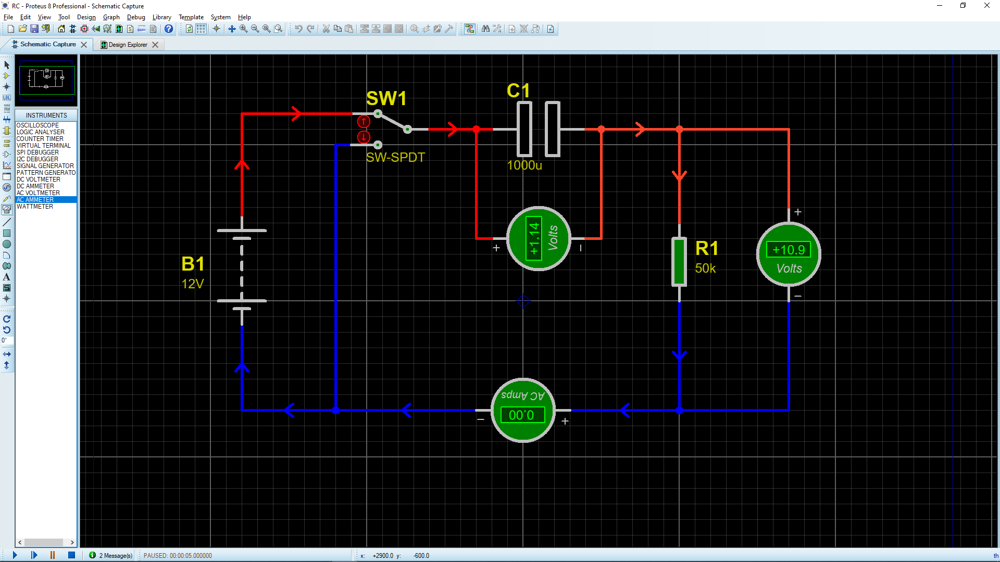 RC - Proteus 8 Professional - Schematic Capture
File Edit View Tool Design Graph Debug Library Template System Help
Schematic Capture
Design Explorer
INSTRUMENTS
OSCILLOSCOPE
LOGIC ANALYSER
COUNTER TIMER
VIRTUAL TERMINAL
SPI DEBUGGER
I2C DEBUGGER
SIGNAL GENERATOR
PATTERN GENERATO
DC VOLTMETER
DC AMMETER
AC VOLTMETER
AC AMMETER
WATTMETER
LBL
A
S
0°
SW1
SW-SPDT
C1
1000u
+1.14
Volts
+
B1
12V
R1
50k
+
+10.9
Volts
−
AC Amps
0.00
−
+
2 Message(s)
PAUSED: 00:00:05.000000
x: +2900.0 y: -600.0
th